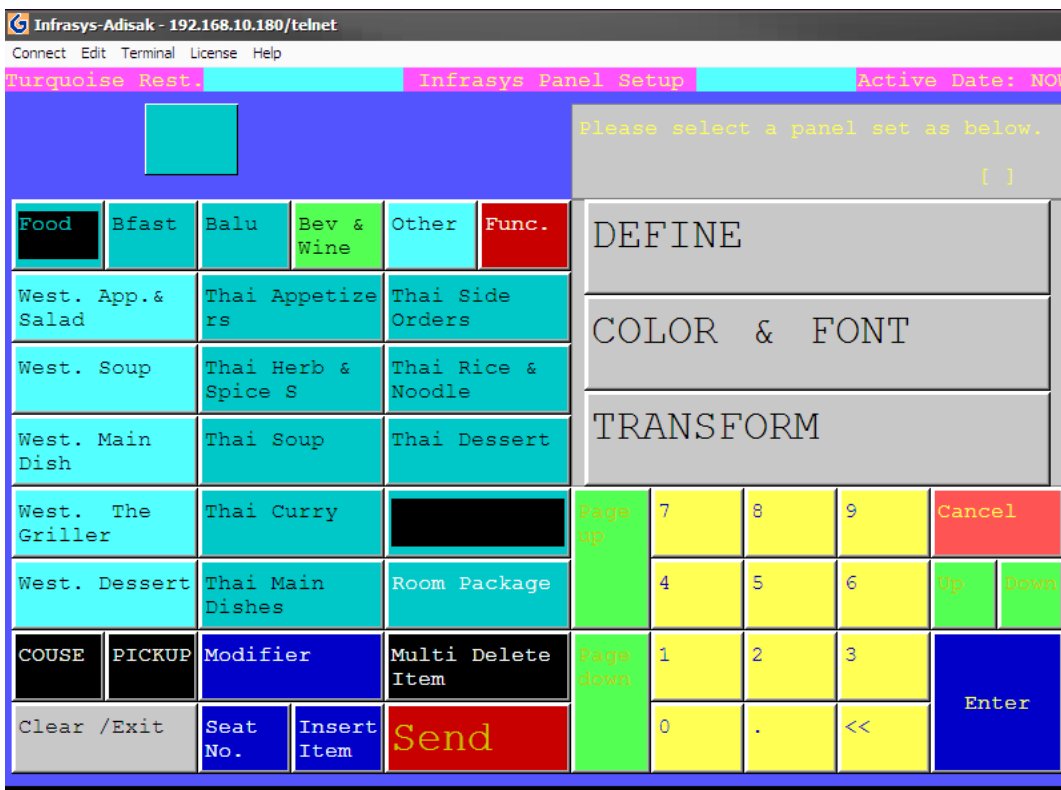 Infrasys-Adisak - 192.168.10.180/telnet
Connect Edit Terminal License Help
Turquoise Rest. Infrasys Panel Setup Active Date: NOW
Please select a panel set as below.
[ ]
Food Bfast Balu Bev & Other Func.
Wine
DEFINE
West. App.& Thai Appetize Thai Side
Salad rs Orders
COLOR & FONT
West. Soup Thai Herb & Thai Rice &
Spice S Noodle
TRANSFORM
West. Main Thai Soup Thai Dessert
Dish
West. The Thai Curry Page 7 8 9 Cancel
Griller up
West. Dessert Thai Main Room Package 4 5 6 Up Down
Dishes
COUSE PICKUP Modifier Multi Delete Page 1 2 3
Item down
Enter
Clear /Exit Seat Insert Send 0 . <<
No. Item